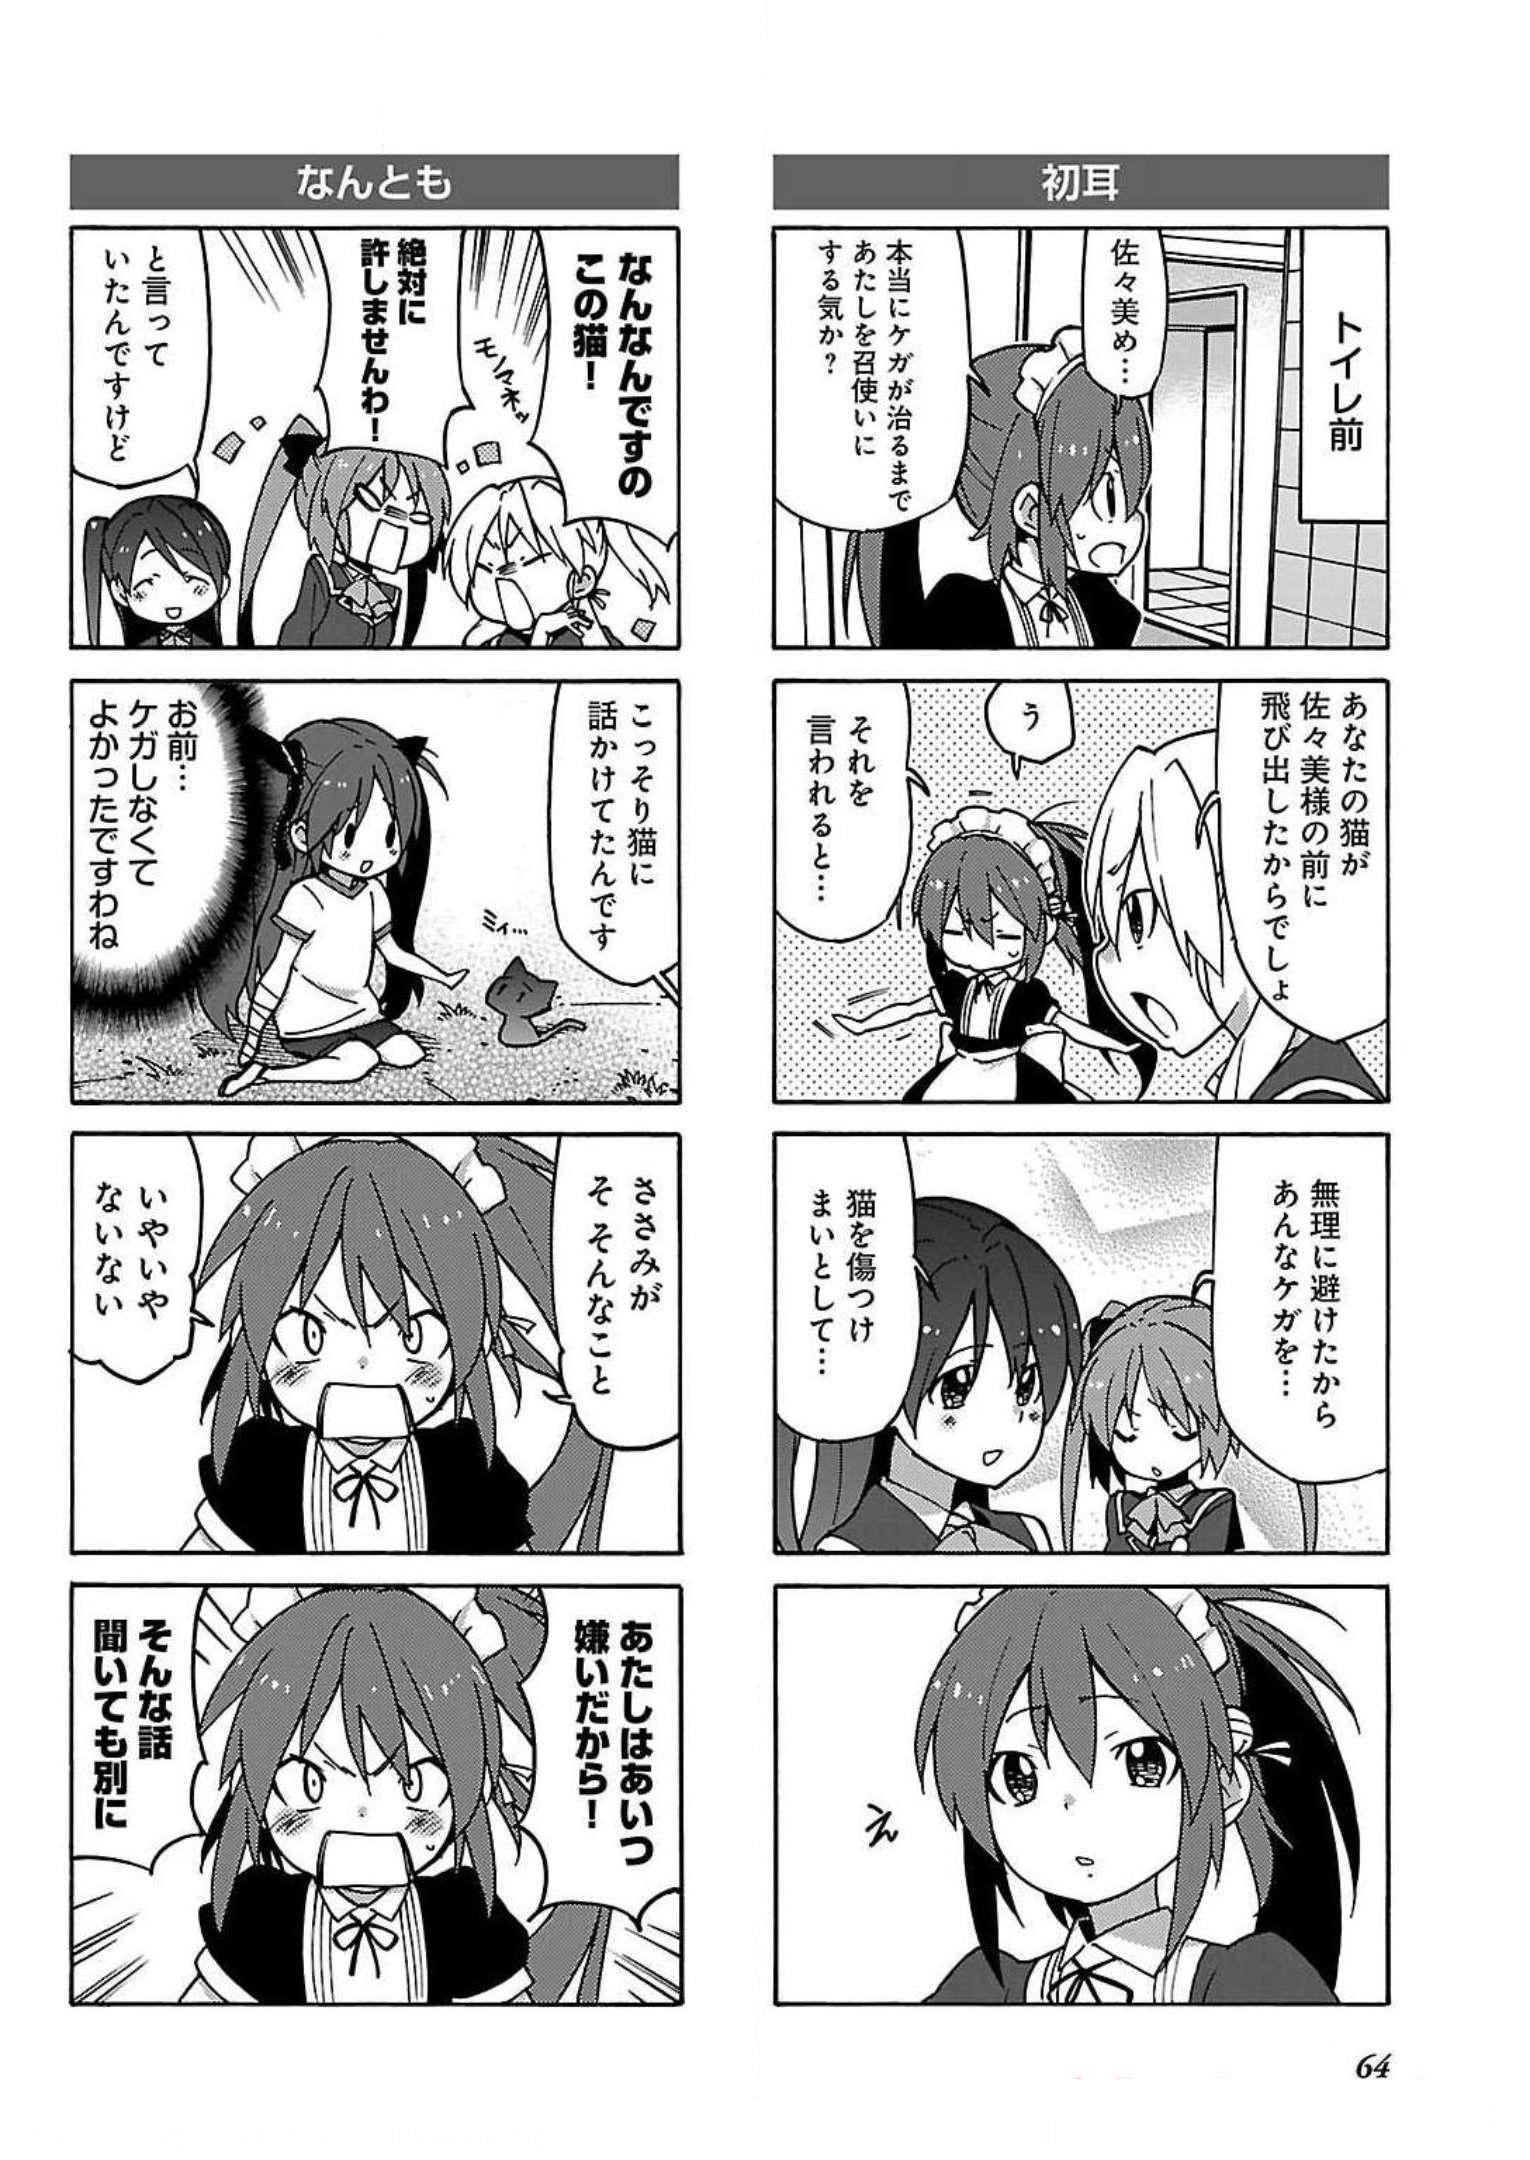 初耳
トイレ前
佐々美め…
本当にケガが治るまで
あたしを召使いに
する気か？
あなたの猫が
佐々美様の前に
飛び出したからでしょ
う
それを
言われると…
無理に避けたから
あんなケガを…
猫を傷つけ
まいとして…
え
なんとも
なんなんですの
この猫！
モノマネッ
絶対に
許しませんわ！
と言って
いたんですけど
こっそり猫に
話かけてたんです
ミィ…
お前…
ケガしなくて
よかったですわね
ささみが
そ そんなこと
いやいや
ないない
あたしはあいつ
嫌いだから！
そんな話
聞いても別に
64